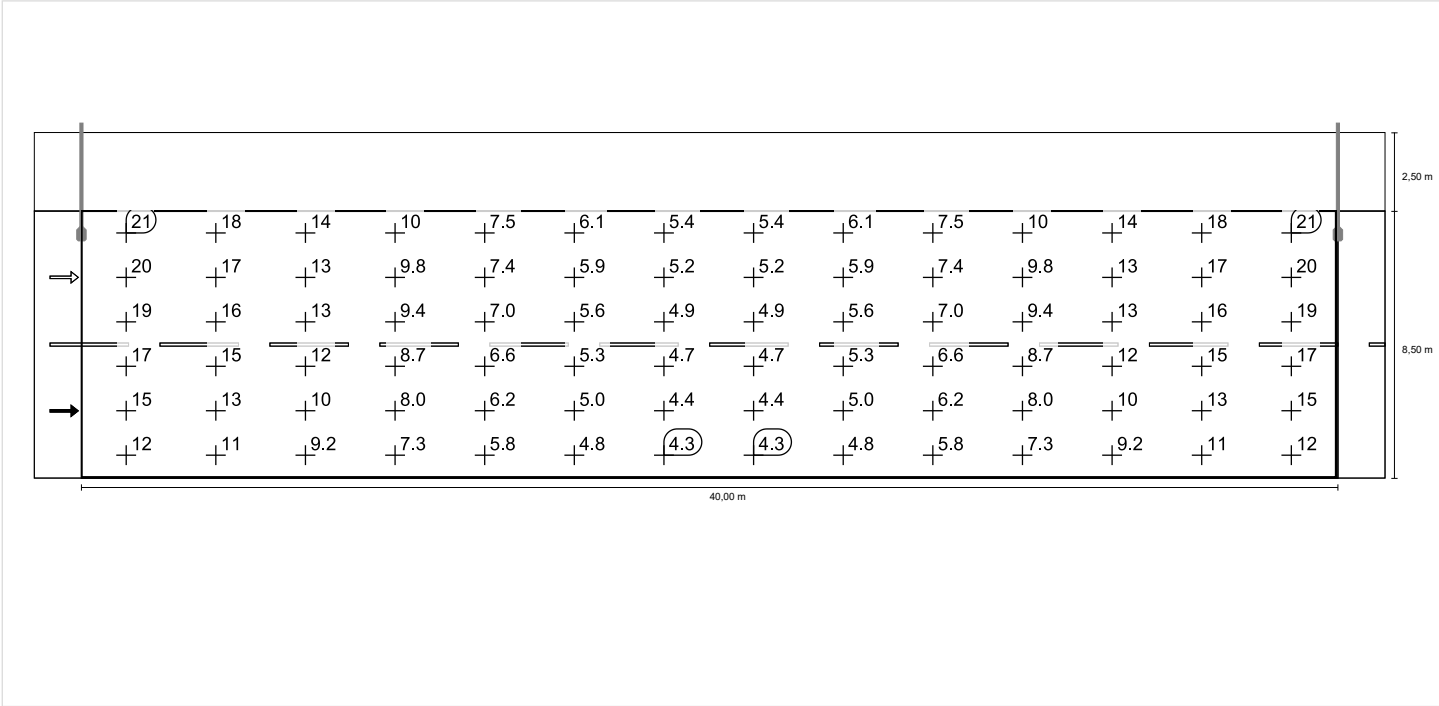 2,50 m
21 18 14 10 7.5 6.1 5.4 5.4 6.1 7.5 10 14 18 21
20 17 13 9.8 7.4 5.9 5.2 5.2 5.9 7.4 9.8 13 17 20
19 16 13 9.4 7.0 5.6 4.9 4.9 5.6 7.0 9.4 13 16 19
8,50 m
17 15 12 8.7 6.6 5.3 4.7 4.7 5.3 6.6 8.7 12 15 17
15 13 10 8.0 6.2 5.0 4.4 4.4 5.0 6.2 8.0 10 13 15
12 11 9.2 7.3 5.8 4.8 4.3 4.3 4.8 5.8 7.3 9.2 11 12
40,00 m